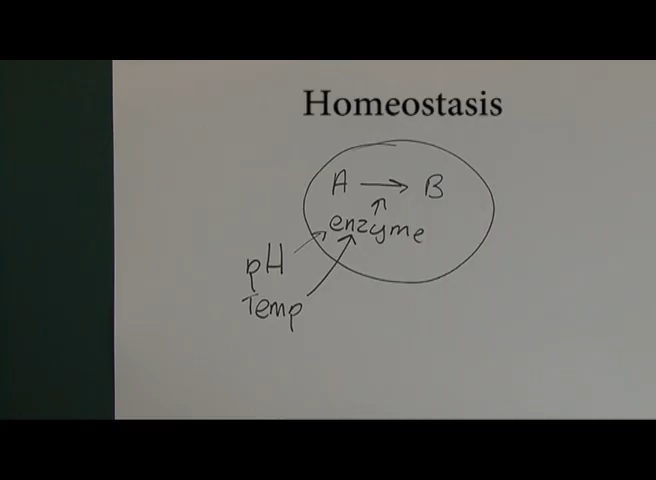 Homeostasis
A → B
enzyme
pH
Temp